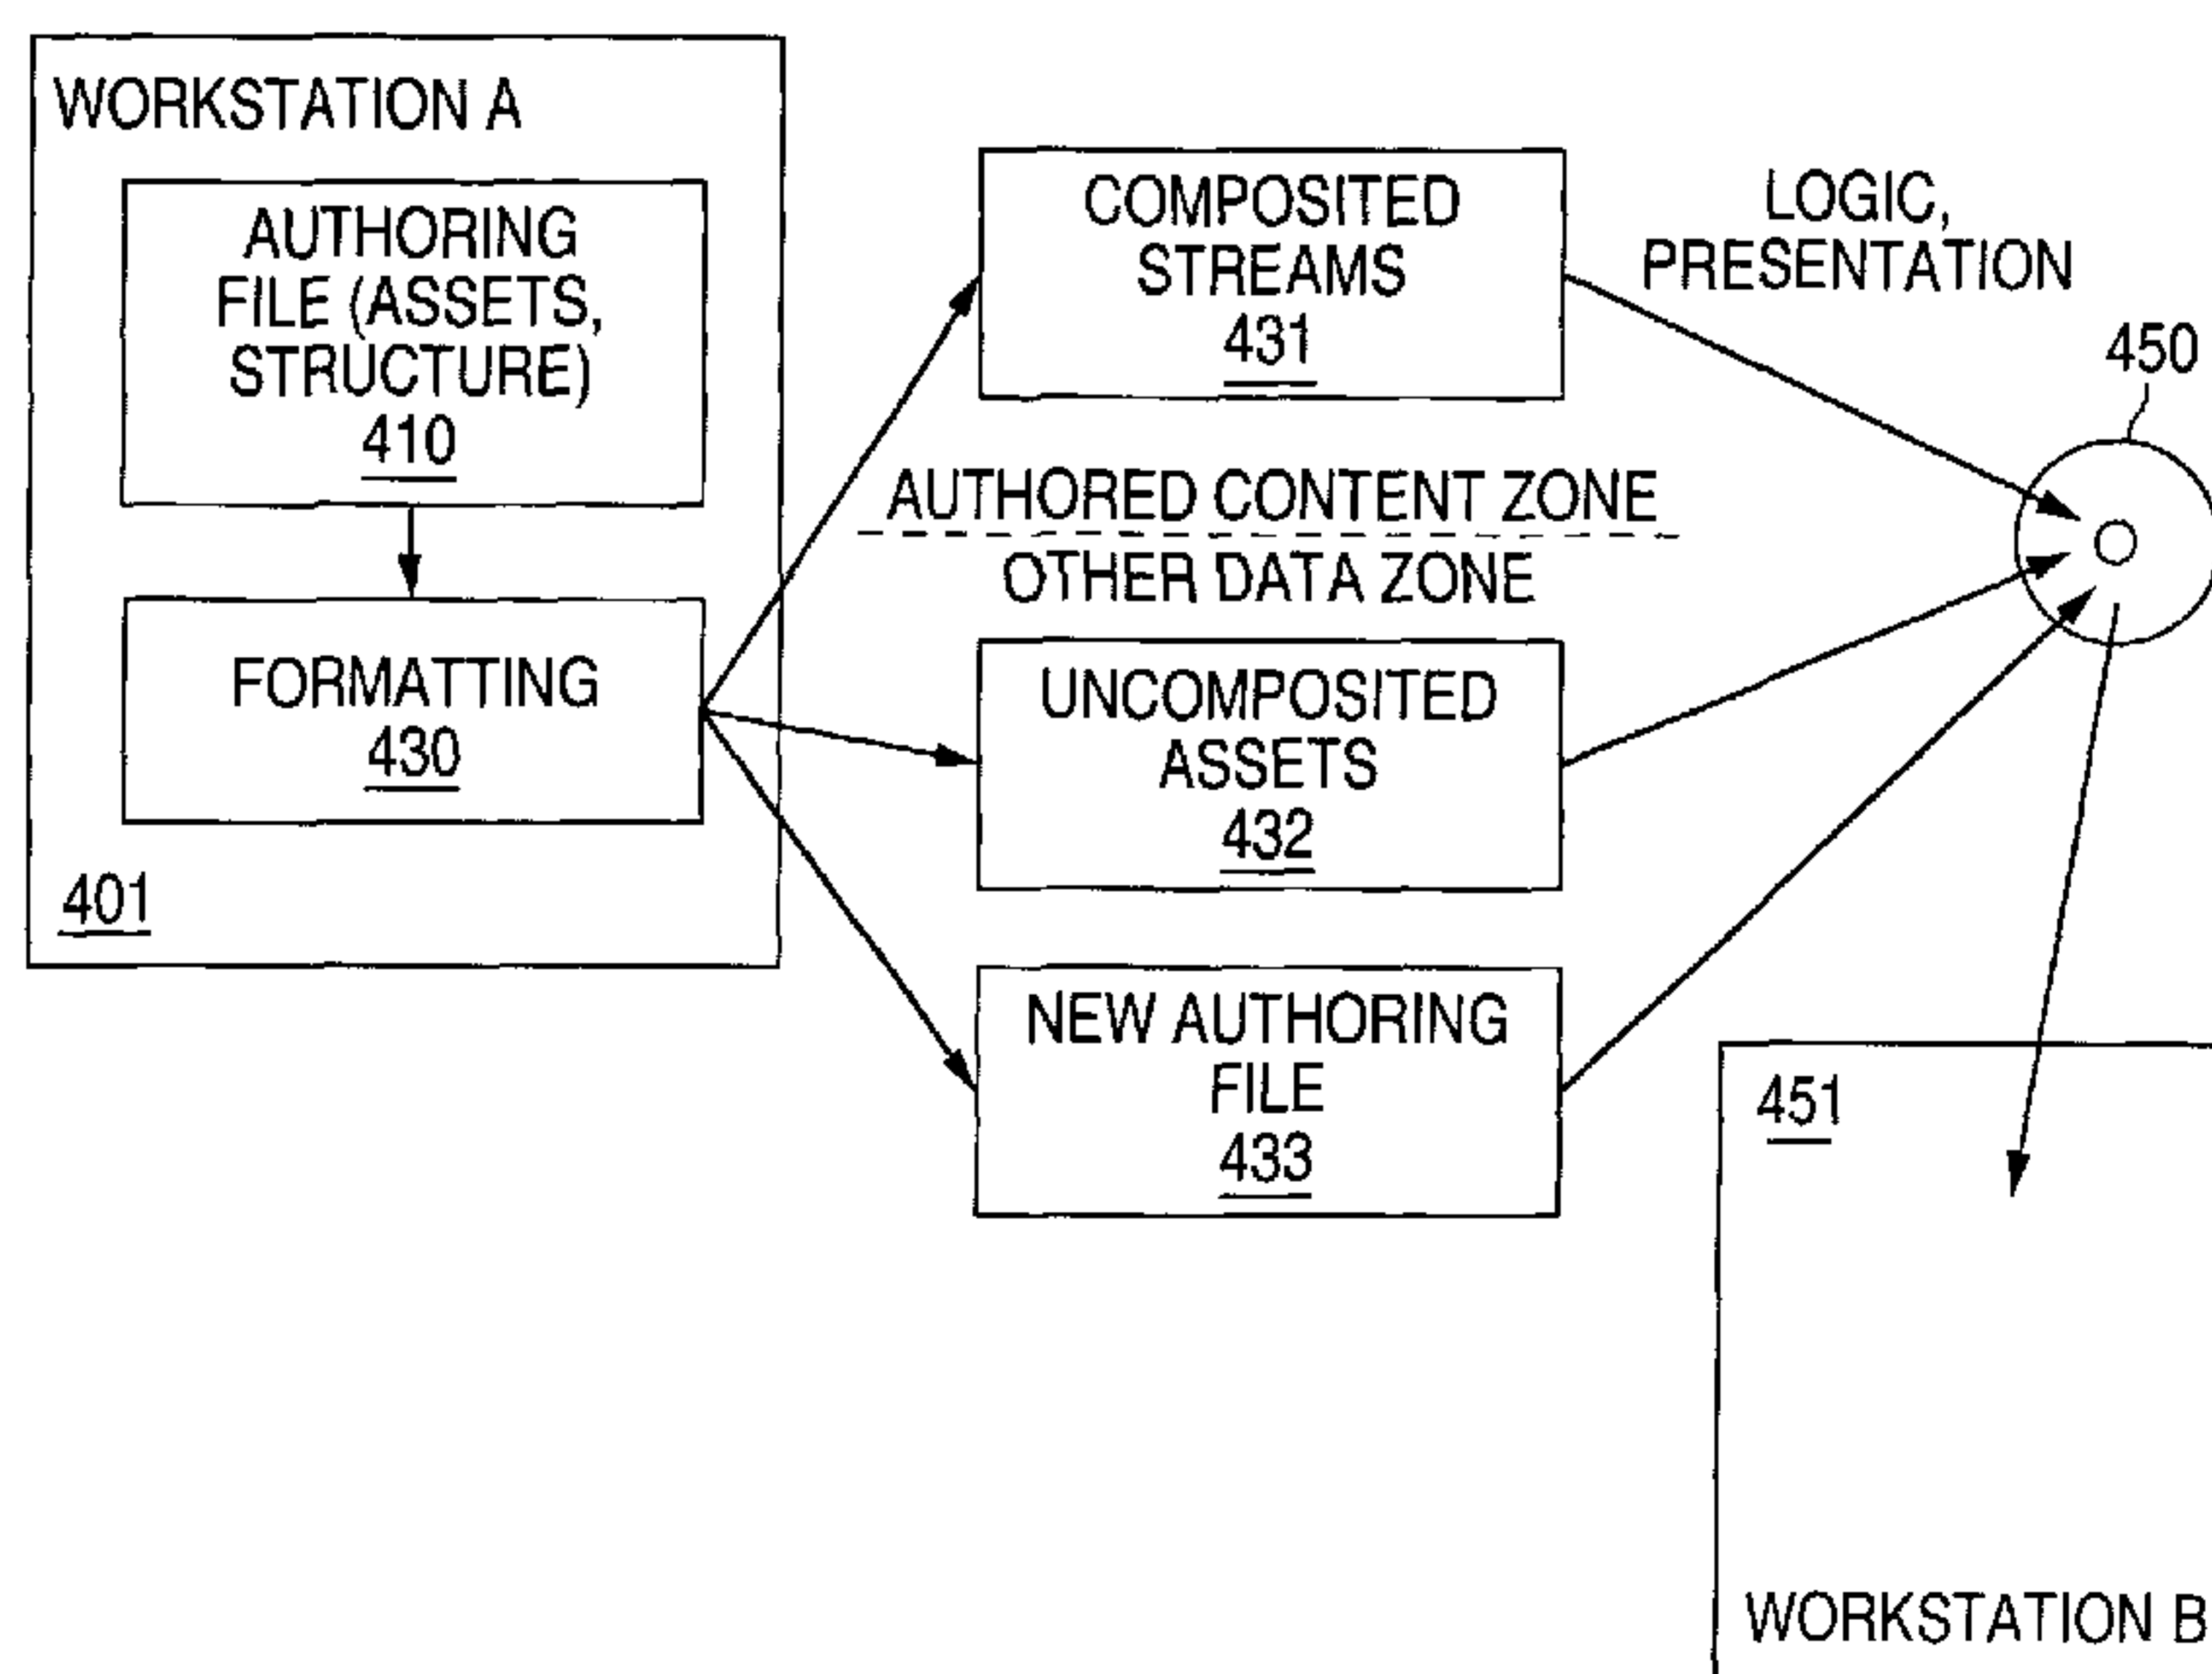 WORKSTATION A
AUTHORING
FILE (ASSETS,
STRUCTURE)
410
FORMATTING
430
401
COMPOSITED
STREAMS
431
AUTHORED CONTENT ZONE
OTHER DATA ZONE
UNCOMPOSITED
ASSETS
432
NEW AUTHORING
FILE
433
LOGIC,
PRESENTATION
450
451
WORKSTATION B